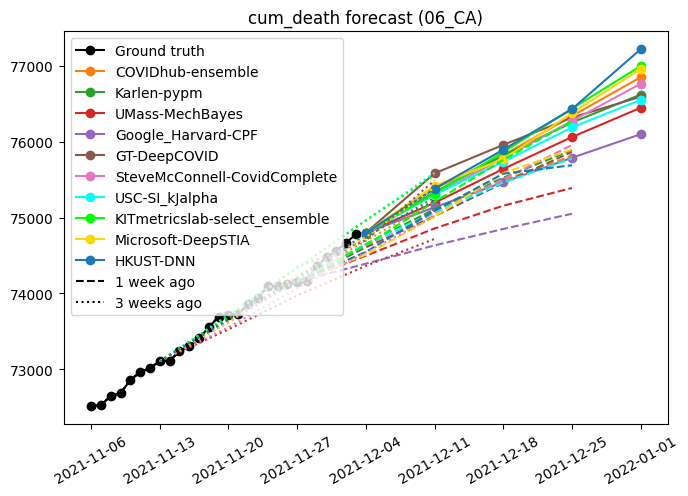 cum_death forecast (06_CA)
77000
76000
75000
74000
73000
Ground truth
COVIDhub-ensemble
Karlen-pypm
UMass-MechBayes
Google_Harvard-CPF
GT-DeepCOVID
SteveMcConnell-CovidComplete
USC-SI_kJalpha
KITmetricslab-select_ensemble
Microsoft-DeepSTIA
HKUST-DNN
1 week ago
3 weeks ago
2021-11-06
2021-11-13
2021-11-20
2021-11-27
2021-12-04
2021-12-11
2021-12-18
2021-12-25
2022-01-01